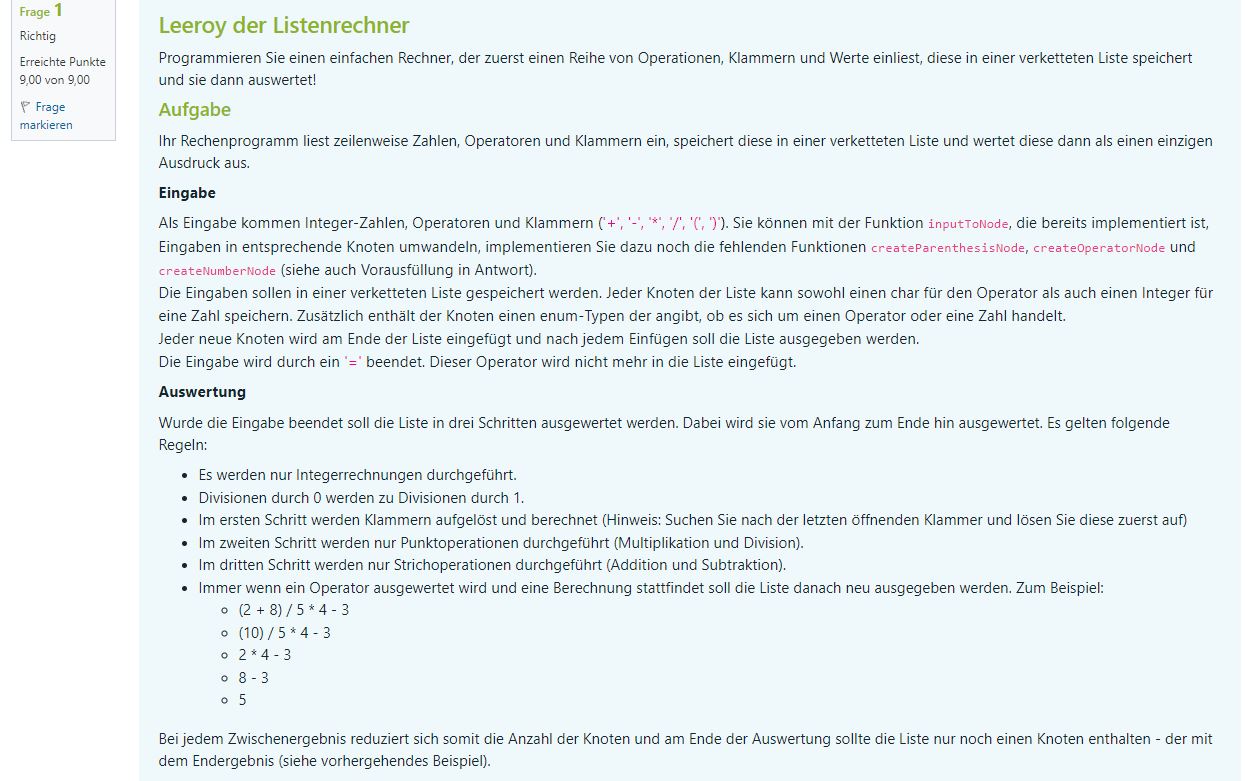 Frage 1
Richtig
Erreichte Punkte
9,00 von 9,00
Frage
markieren
Leeroy der Listenrechner
Programmieren Sie einen einfachen Rechner, der zuerst einen Reihe von Operationen, Klammern und Werte einliest, diese in einer verketteten Liste speichert
und sie dann auswertet!
Aufgabe
Ihr Rechenprogramm liest zeilenweise Zahlen, Operatoren und Klammern ein, speichert diese in einer verketteten Liste und wertet diese dann als einen einzigen
Ausdruck aus.
Eingabe
Als Eingabe kommen Integer-Zahlen, Operatoren und Klammern ('+', '-', '*', '/', '(', ')'). Sie können mit der Funktion inputToNode, die bereits implementiert ist,
Eingaben in entsprechende Knoten umwandeln, implementieren Sie dazu noch die fehlenden Funktionen createParenthesisNode, createOperatorNode und
createNumberNode (siehe auch Vorausfüllung in Antwort).
Die Eingaben sollen in einer verketteten Liste gespeichert werden. Jeder Knoten der Liste kann sowohl einen char für den Operator als auch einen Integer für
eine Zahl speichern. Zusätzlich enthält der Knoten einen enum-Typen der angibt, ob es sich um einen Operator oder eine Zahl handelt.
Jeder neue Knoten wird am Ende der Liste eingefügt und nach jedem Einfügen soll die Liste ausgegeben werden.
Die Eingabe wird durch ein '=' beendet. Dieser Operator wird nicht mehr in die Liste eingefügt.
Auswertung
Wurde die Eingabe beendet soll die Liste in drei Schritten ausgewertet werden. Dabei wird sie vom Anfang zum Ende hin ausgewertet. Es gelten folgende
Regeln:
• Es werden nur Integerrechnungen durchgeführt.
• Divisionen durch 0 werden zu Divisionen durch 1.
• Im ersten Schritt werden Klammern aufgelöst und berechnet (Hinweis: Suchen Sie nach der letzten öffnenden Klammer und lösen Sie diese zuerst auf)
• Im zweiten Schritt werden nur Punktoperationen durchgeführt (Multiplikation und Division).
• Im dritten Schritt werden nur Strichoperationen durchgeführt (Addition und Subtraktion).
• Immer wenn ein Operator ausgewertet wird und eine Berechnung stattfindet soll die Liste danach neu ausgegeben werden. Zum Beispiel:
◦ (2 + 8) / 5 * 4 - 3
◦ (10) / 5 * 4 - 3
◦ 2 * 4 - 3
◦ 8 - 3
◦ 5
Bei jedem Zwischenergebnis reduziert sich somit die Anzahl der Knoten und am Ende der Auswertung sollte die Liste nur noch einen Knoten enthalten - der mit
dem Endergebnis (siehe vorhergehendes Beispiel).